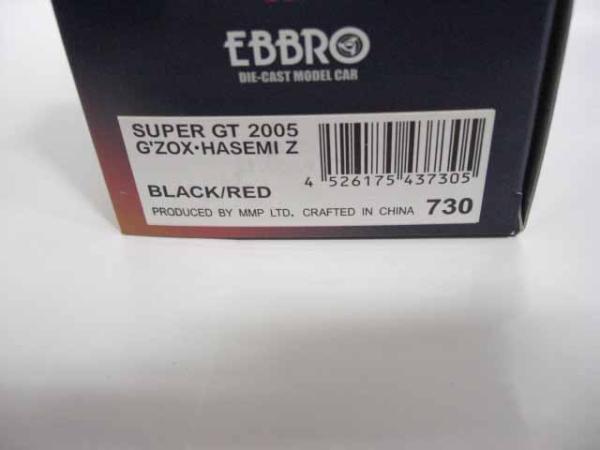 EBBRO
DIE-CAST MODEL CAR
SUPER GT 2005
G'ZOX·HASEMI Z
BLACK/RED
4 526175 437305
PRODUCED BY MMP LTD. CRAFTED IN CHINA 730